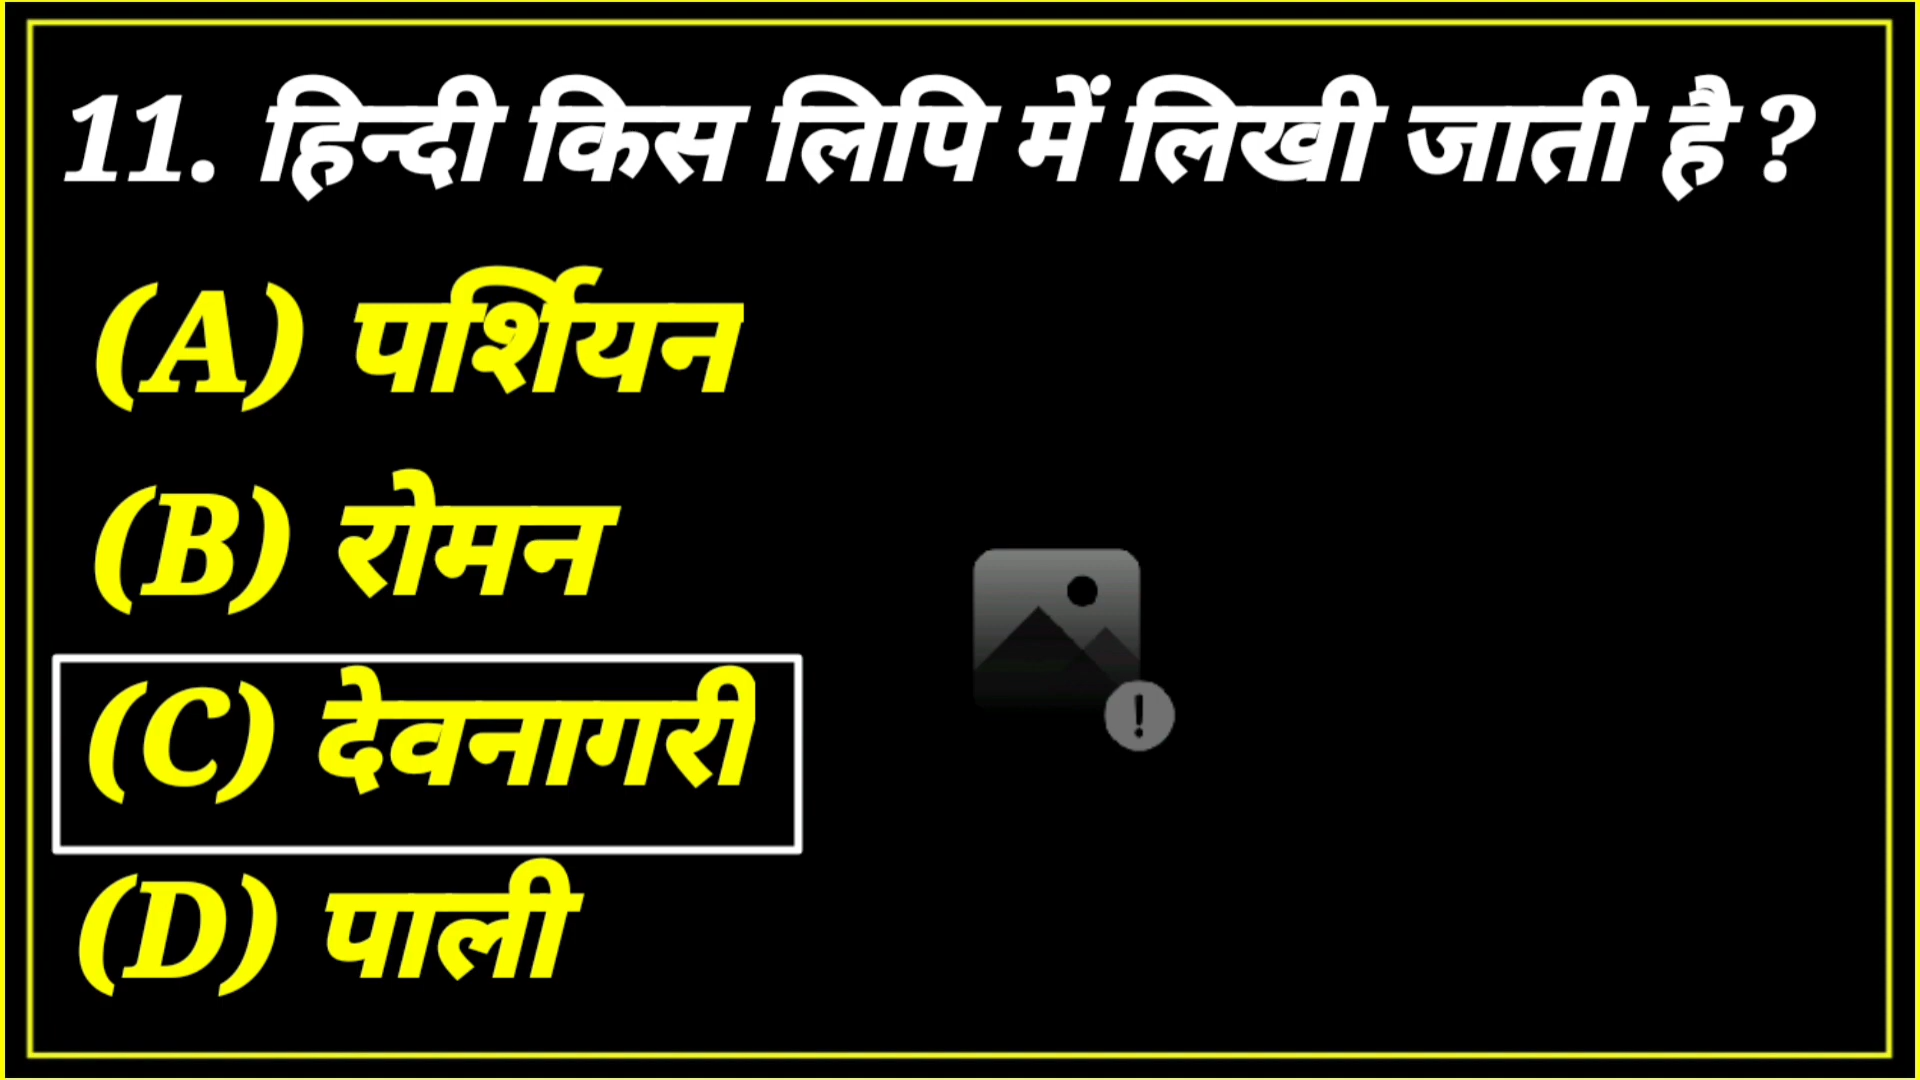 11. हिन्दी किस लिपि में लिखी जाती है ?
(A) पर्शियन
(B) रोमन
(C) देवनागरी
(D) पाली